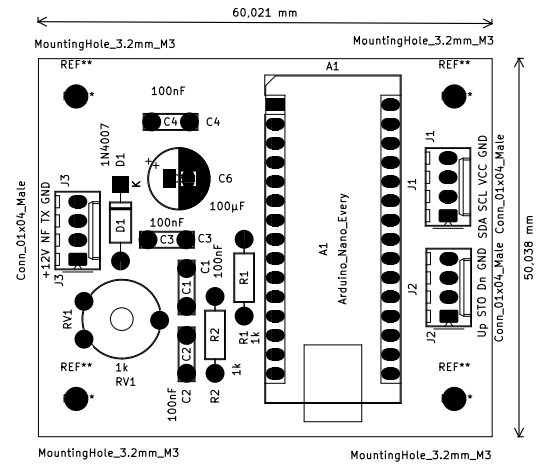 60,021 mm
MountingHole_3.2mm_M3
MountingHole_3.2mm_M3
REF**
A1
REF**
*
100nF
C4
C4
1N4007
D1
K
C6
100µF
J3
GND
TX
NF
+12V
J3
Conn_01x04_Male
D1
100nF
C3
C3
C1
100nF
C1
R1
R1
1k
RV1
1k
RV1
C2
C2
100nF
R2
R2
1k
A1
Arduino_Nano_Every
J1
J1
SDA SCL VCC GND
Conn_01x04_Male
J2
J2
Up STO Dn GND
Conn_01x04_Male
50,038 mm
REF**
*
REF**
*
MountingHole_3.2mm_M3
MountingHole_3.2mm_M3